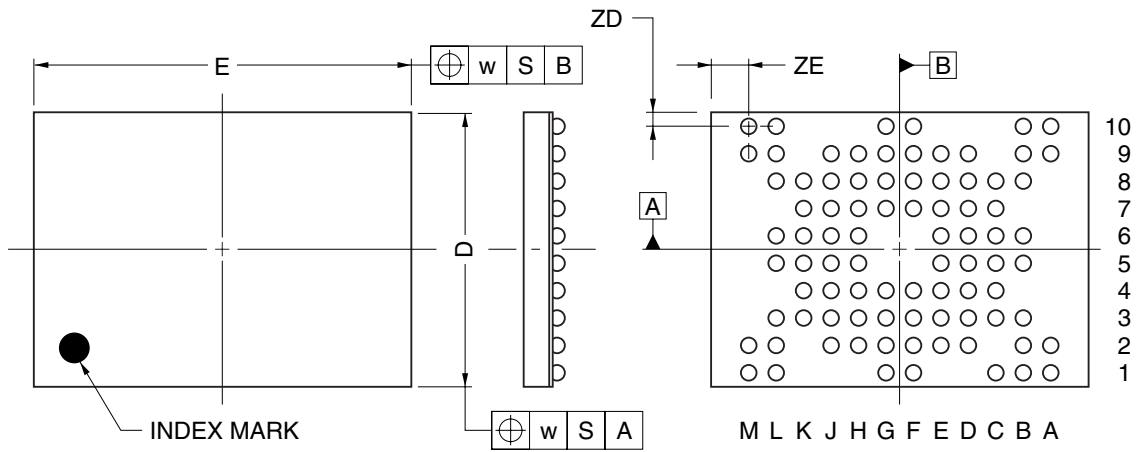 ZD
E
⌖ w S B
ZE
B
A
D
10
9
8
7
6
5
4
3
2
1
INDEX MARK
⌖ w S A
M L K J H G F E D C B A